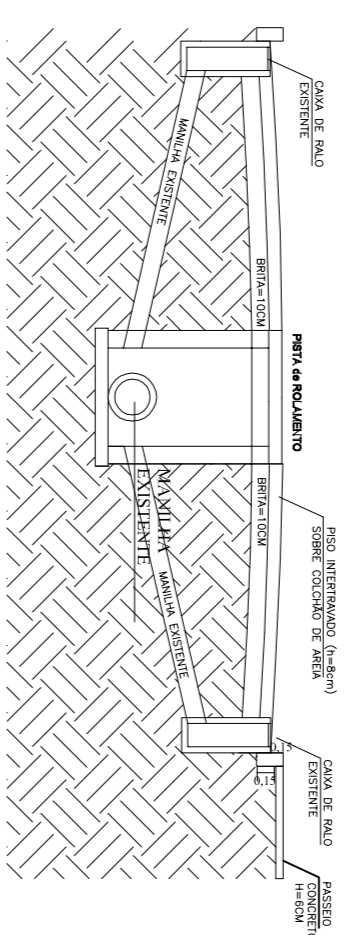 CAIXA DE RALO
EXISTENTE
MANILHA EXISTENTE
BRITA=10CM
PISTA de ROLAMENTO
MANILHA
EXISTENTE
BRITA=10CM
MANILHA EXISTENTE
PISO INTERTRAVADO (h=8cm)
SOBRE COLCHÃO DE AREIA
0,15
0,15
CAIXA DE RALO
EXISTENTE
PASSEIO
CONCRETO
H=6CM